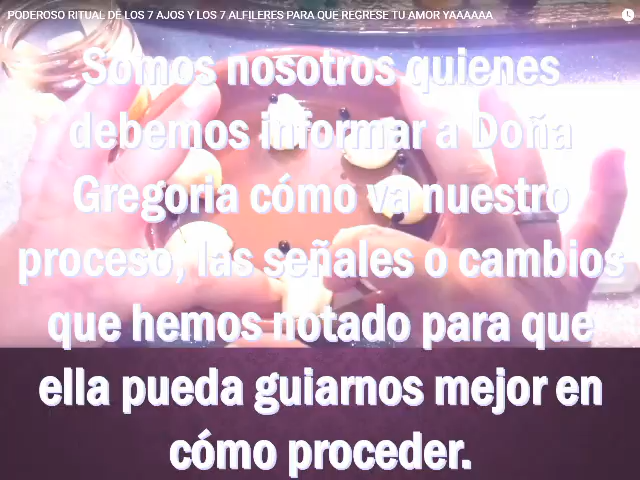 PODEROSO RITUAL DE LOS 7 AJOS Y LOS 7 ALFILERES PARA QUE REGRESE TU AMOR YAAAAAA
Somos nosotros quienes
debemos informar a Doña
Gregoria cómo va nuestro
proceso, las señales o cambios
que hemos notado para que
ella pueda guiarnos mejor en
cómo proceder.